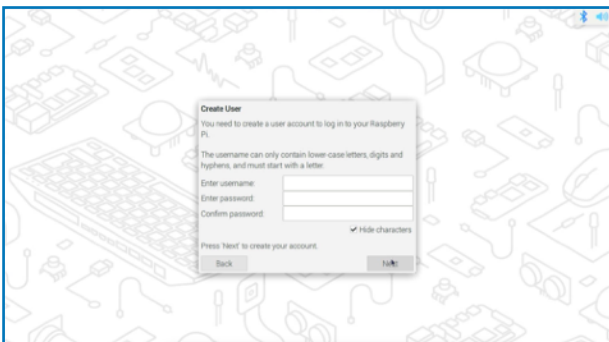 Create User
You need to create a user account to log in to your Raspberry
Pi.
The username can only contain lower-case letters, digits and
hyphens, and must start with a letter.
Enter username:
Enter password:
Confirm password:
Hide characters
Press 'Next' to create your account.
Back
Next